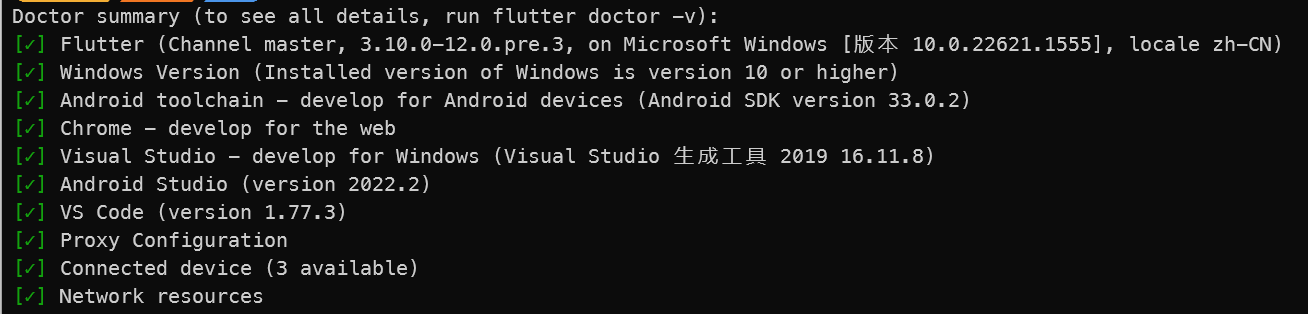 Doctor summary (to see all details, run flutter doctor -v):
[✓] Flutter (Channel master, 3.10.0-12.0.pre.3, on Microsoft Windows [版本 10.0.22621.1555], locale zh-CN)
[✓] Windows Version (Installed version of Windows is version 10 or higher)
[✓] Android toolchain - develop for Android devices (Android SDK version 33.0.2)
[✓] Chrome - develop for the web
[✓] Visual Studio - develop for Windows (Visual Studio 生成工具 2019 16.11.8)
[✓] Android Studio (version 2022.2)
[✓] VS Code (version 1.77.3)
[✓] Proxy Configuration
[✓] Connected device (3 available)
[✓] Network resources